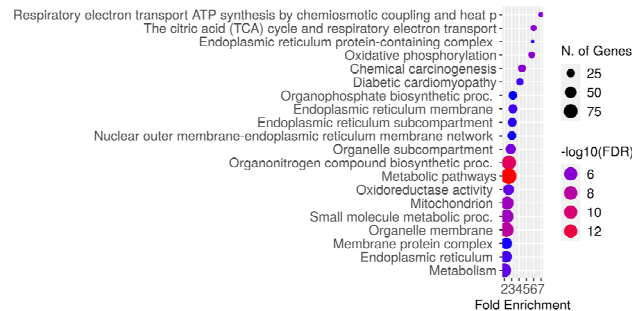 Respiratory electron transport ATP synthesis by chemiosmotic coupling and heat p
The citric acid (TCA) cycle and respiratory electron transport
Endoplasmic reticulum protein-containing complex
Oxidative phosphorylation
Chemical carcinogenesis
Diabetic cardiomyopathy
Organophosphate biosynthetic proc.
Endoplasmic reticulum membrane
Endoplasmic reticulum subcompartment
Nuclear outer membrane-endoplasmic reticulum membrane network
Organelle subcompartment
Organonitrogen compound biosynthetic proc.
Metabolic pathways
Oxidoreductase activity
Mitochondrion
Small molecule metabolic proc.
Organelle membrane
Membrane protein complex
Endoplasmic reticulum
Metabolism
234567
Fold Enrichment
N. of Genes
25
50
75
-log10(FDR)
6
8
10
12